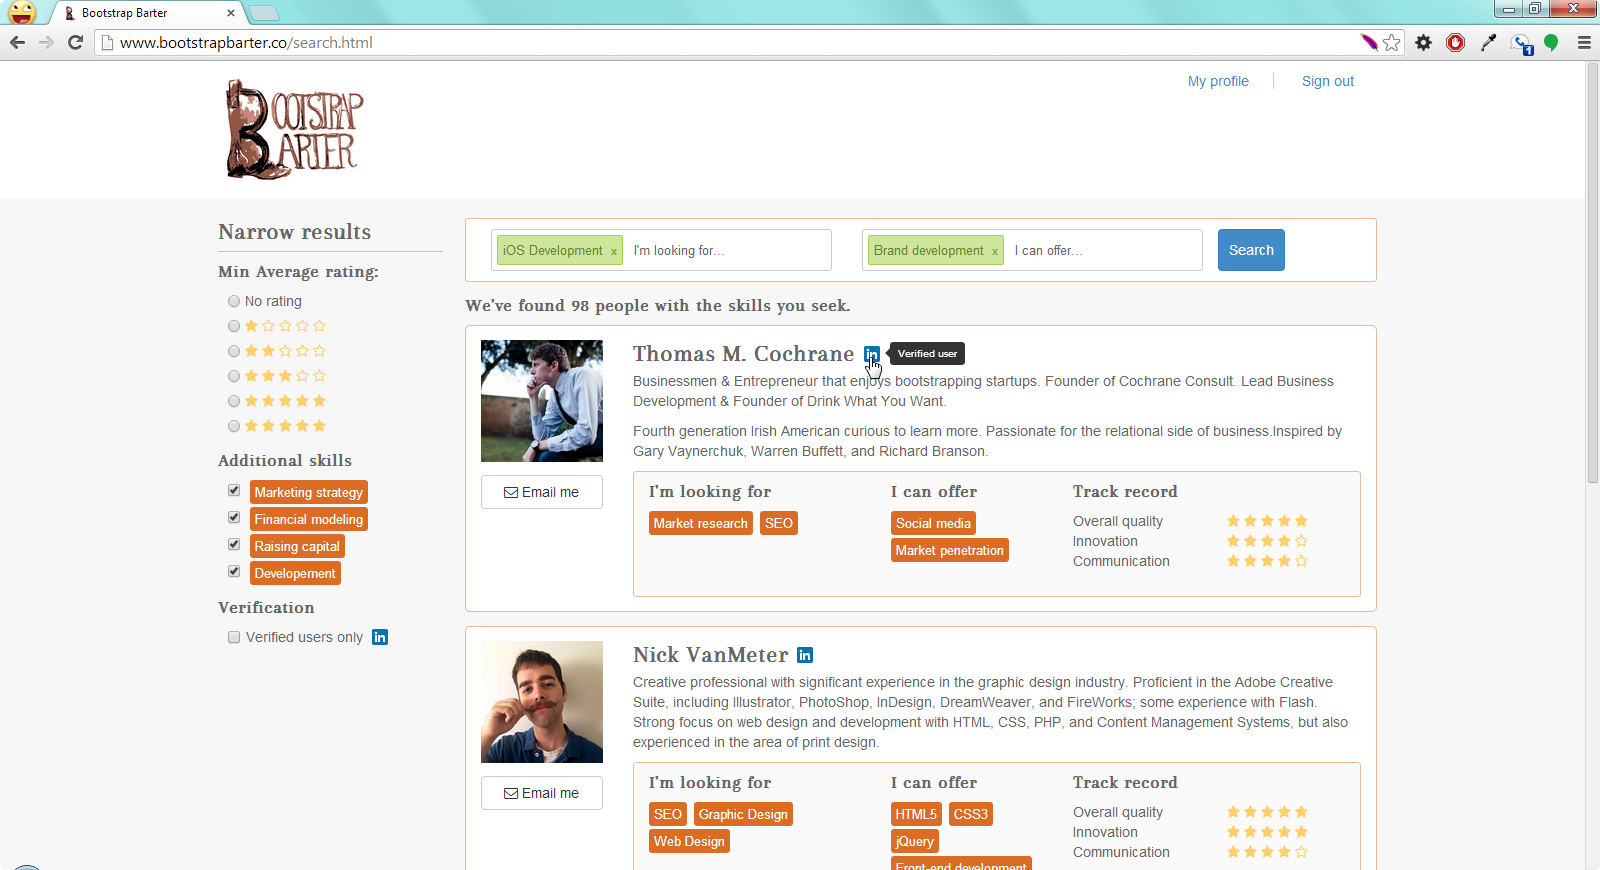 Bootstrap Barter
www.bootstrapbarter.co/search.html
1
BOOTSTRAP
BARTER
My profile
Sign out
Narrow results
Min Average rating:
No rating
Additional skills
Marketing strategy
Financial modeling
Raising capital
Developement
Verification
Verified users only in
iOS Development x I'm looking for...
Brand development x I can offer...
Search
We've found 98 people with the skills you seek.
Thomas M. Cochrane in
Verified user
Businessmen & Entrepreneur that enjoys bootstrapping startups. Founder of Cochrane Consult. Lead Business
Development & Founder of Drink What You Want.
Fourth generation Irish American curious to learn more. Passionate for the relational side of business.Inspired by
Gary Vaynerchuk, Warren Buffett, and Richard Branson.
Email me
I'm looking for
Market research SEO
I can offer
Social media
Market penetration
Track record
Overall quality
Innovation
Communication
Nick VanMeter in
Creative professional with significant experience in the graphic design industry. Proficient in the Adobe Creative
Suite, including Illustrator, PhotoShop, InDesign, DreamWeaver, and FireWorks; some experience with Flash.
Strong focus on web design and development with HTML, CSS, PHP, and Content Management Systems, but also
experienced in the area of print design.
Email me
I'm looking for
SEO Graphic Design
Web Design
I can offer
HTML5 CSS3
jQuery
Front-end development
Track record
Overall quality
Innovation
Communication